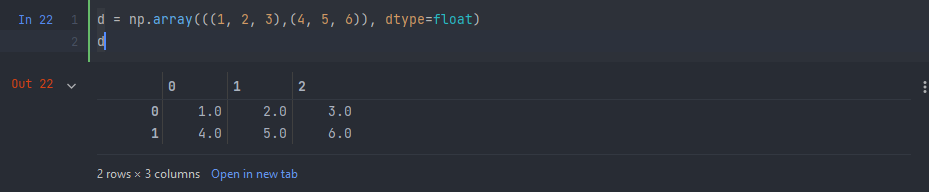 In 22 1 d = np.array(((1, 2, 3),(4, 5, 6)), dtype=float)
2 d
Out 22
0 1 2
0 1.0 2.0 3.0
1 4.0 5.0 6.0
2 rows × 3 columns Open in new tab